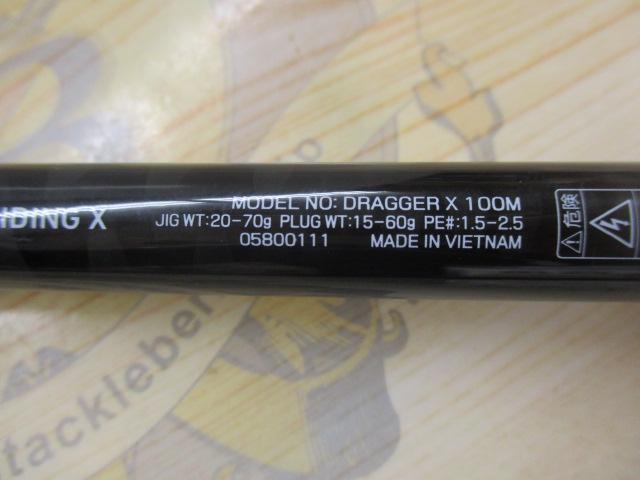 IDING X
MODEL NO: DRAGGER X 100M
JIG WT:20-70g PLUG WT:15-60g PE#:1.5-2.5
05800111 MADE IN VIETNAM
危険
tackleber